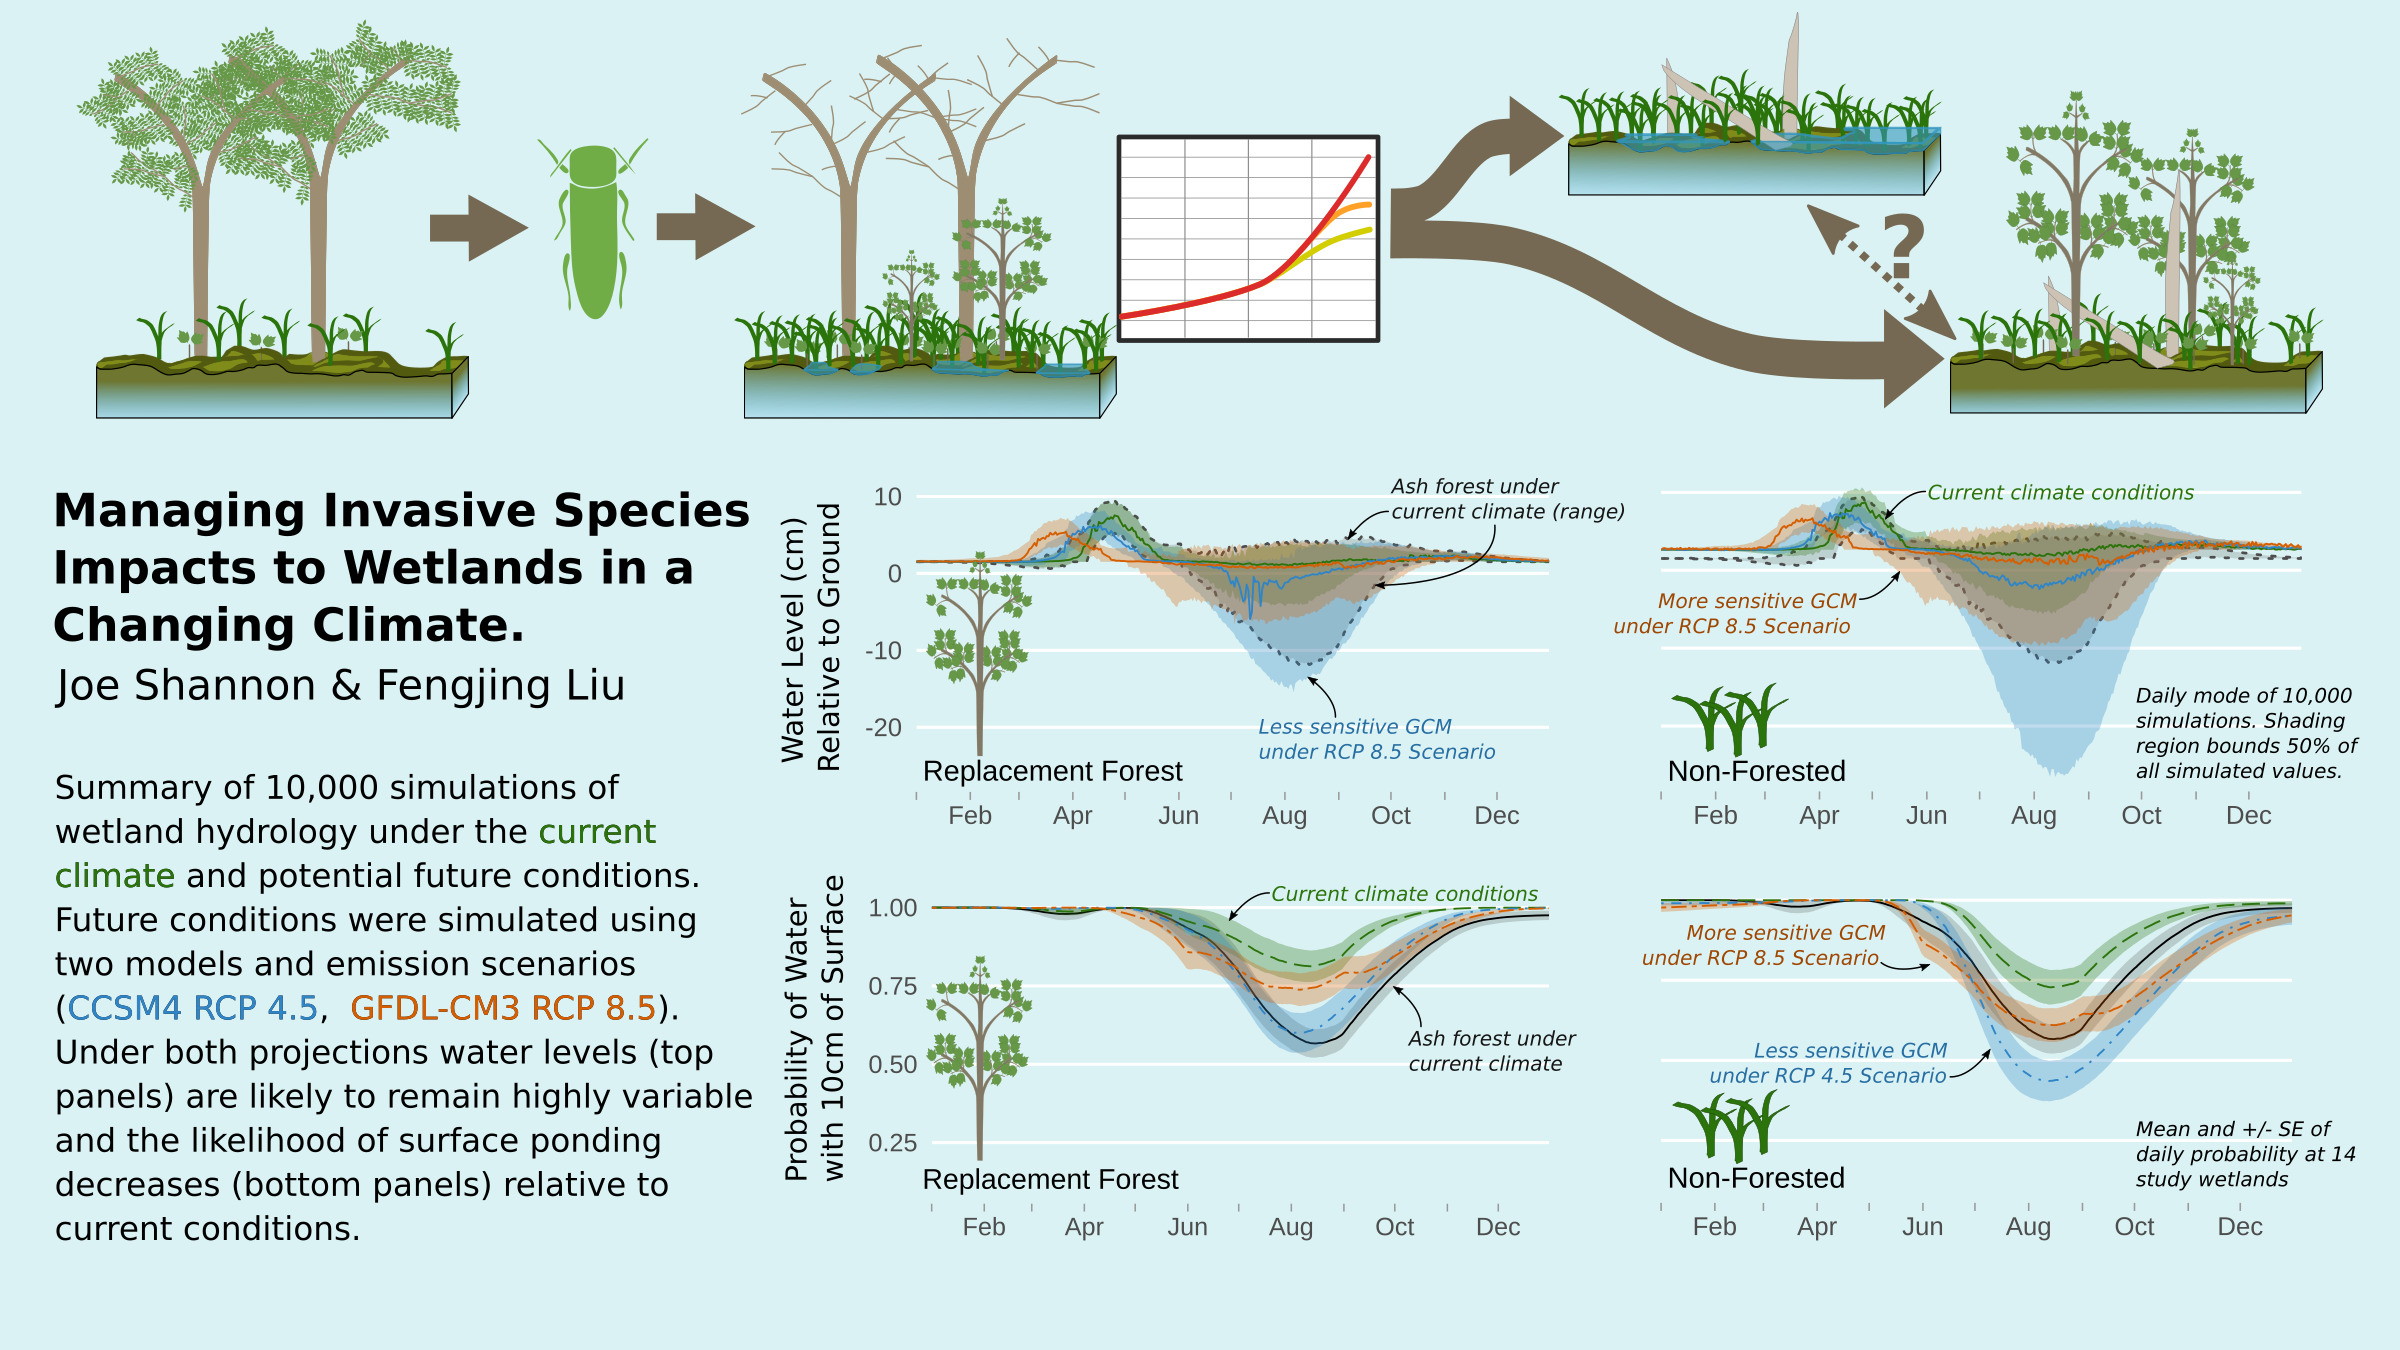 ?
Managing Invasive Species
Impacts to Wetlands in a
Changing Climate.
Joe Shannon & Fengjing Liu
Summary of 10,000 simulations of
wetland hydrology under the current
climate and potential future conditions.
Future conditions were simulated using
two models and emission scenarios
(CCSM4 RCP 4.5,  GFDL-CM3 RCP 8.5).
Under both projections water levels (top
panels) are likely to remain highly variable
and the likelihood of surface ponding
decreases (bottom panels) relative to
current conditions.
Water Level (cm)
Relative to Ground
10
0
-10
-20
Ash forest under
current climate (range)
Less sensitive GCM
under RCP 8.5 Scenario
Replacement Forest
Feb Apr Jun Aug Oct Dec
Current climate conditions
More sensitive GCM
under RCP 8.5 Scenario
Daily mode of 10,000
simulations. Shading
region bounds 50% of
all simulated values.
Non-Forested
Feb Apr Jun Aug Oct Dec
Probability of Water
with 10cm of Surface
1.00
0.75
0.50
0.25
Current climate conditions
Ash forest under
current climate
Replacement Forest
Feb Apr Jun Aug Oct Dec
More sensitive GCM
under RCP 8.5 Scenario
Less sensitive GCM
under RCP 4.5 Scenario
Mean and +/- SE of
daily probability at 14
study wetlands
Non-Forested
Feb Apr Jun Aug Oct Dec